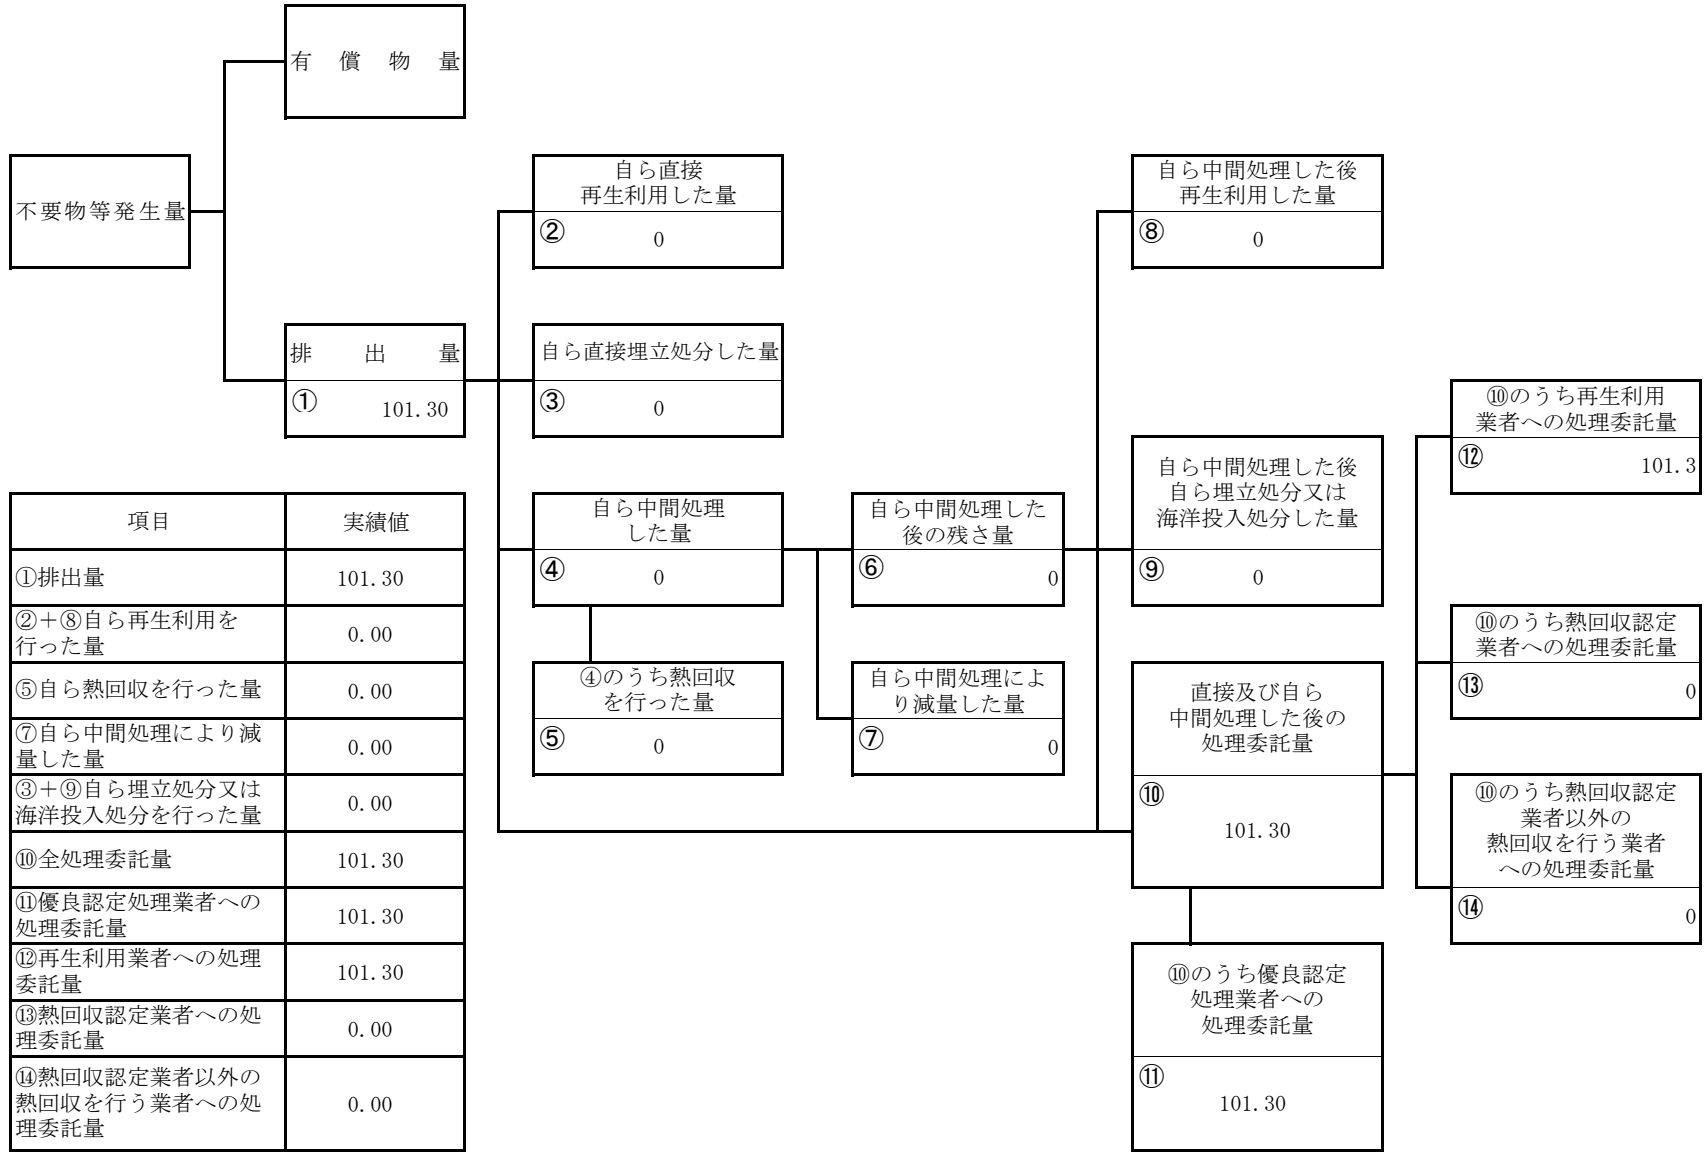 有償物量
不要物等発生量
排出量
①
101.30
自ら直接
再生利用した量
②
0
自ら直接埋立処分した量
③
0
自ら中間処理
した量
④
0
④のうち熱回収
を行った量
⑤
0
自ら中間処理した
後の残さ量
⑥
0
自ら中間処理によ
り減量した量
⑦
0
自ら中間処理した後
再生利用した量
⑧
0
自ら中間処理した後
自ら埋立処分又は
海洋投入処分した量
⑨
0
直接及び自ら
中間処理した後の
処理委託量
⑩
101.30
⑩のうち優良認定
処理業者への
処理委託量
⑪
101.30
⑩のうち再生利用
業者への処理委託量
⑫
101.3
⑩のうち熱回収認定
業者への処理委託量
⑬
0
⑩のうち熱回収認定
業者以外の
熱回収を行う業者
への処理委託量
⑭
0
項目 実績値
①排出量 101.30
②＋⑧自ら再生利用を
行った量 0.00
⑤自ら熱回収を行った量 0.00
⑦自ら中間処理により減
量した量 0.00
③＋⑨自ら埋立処分又は
海洋投入処分を行った量 0.00
⑩全処理委託量 101.30
⑪優良認定処理業者への
処理委託量 101.30
⑫再生利用業者への処理
委託量 101.30
⑬熱回収認定業者への処
理委託量 0.00
⑭熱回収認定業者以外の
熱回収を行う業者への処
理委託量 0.00